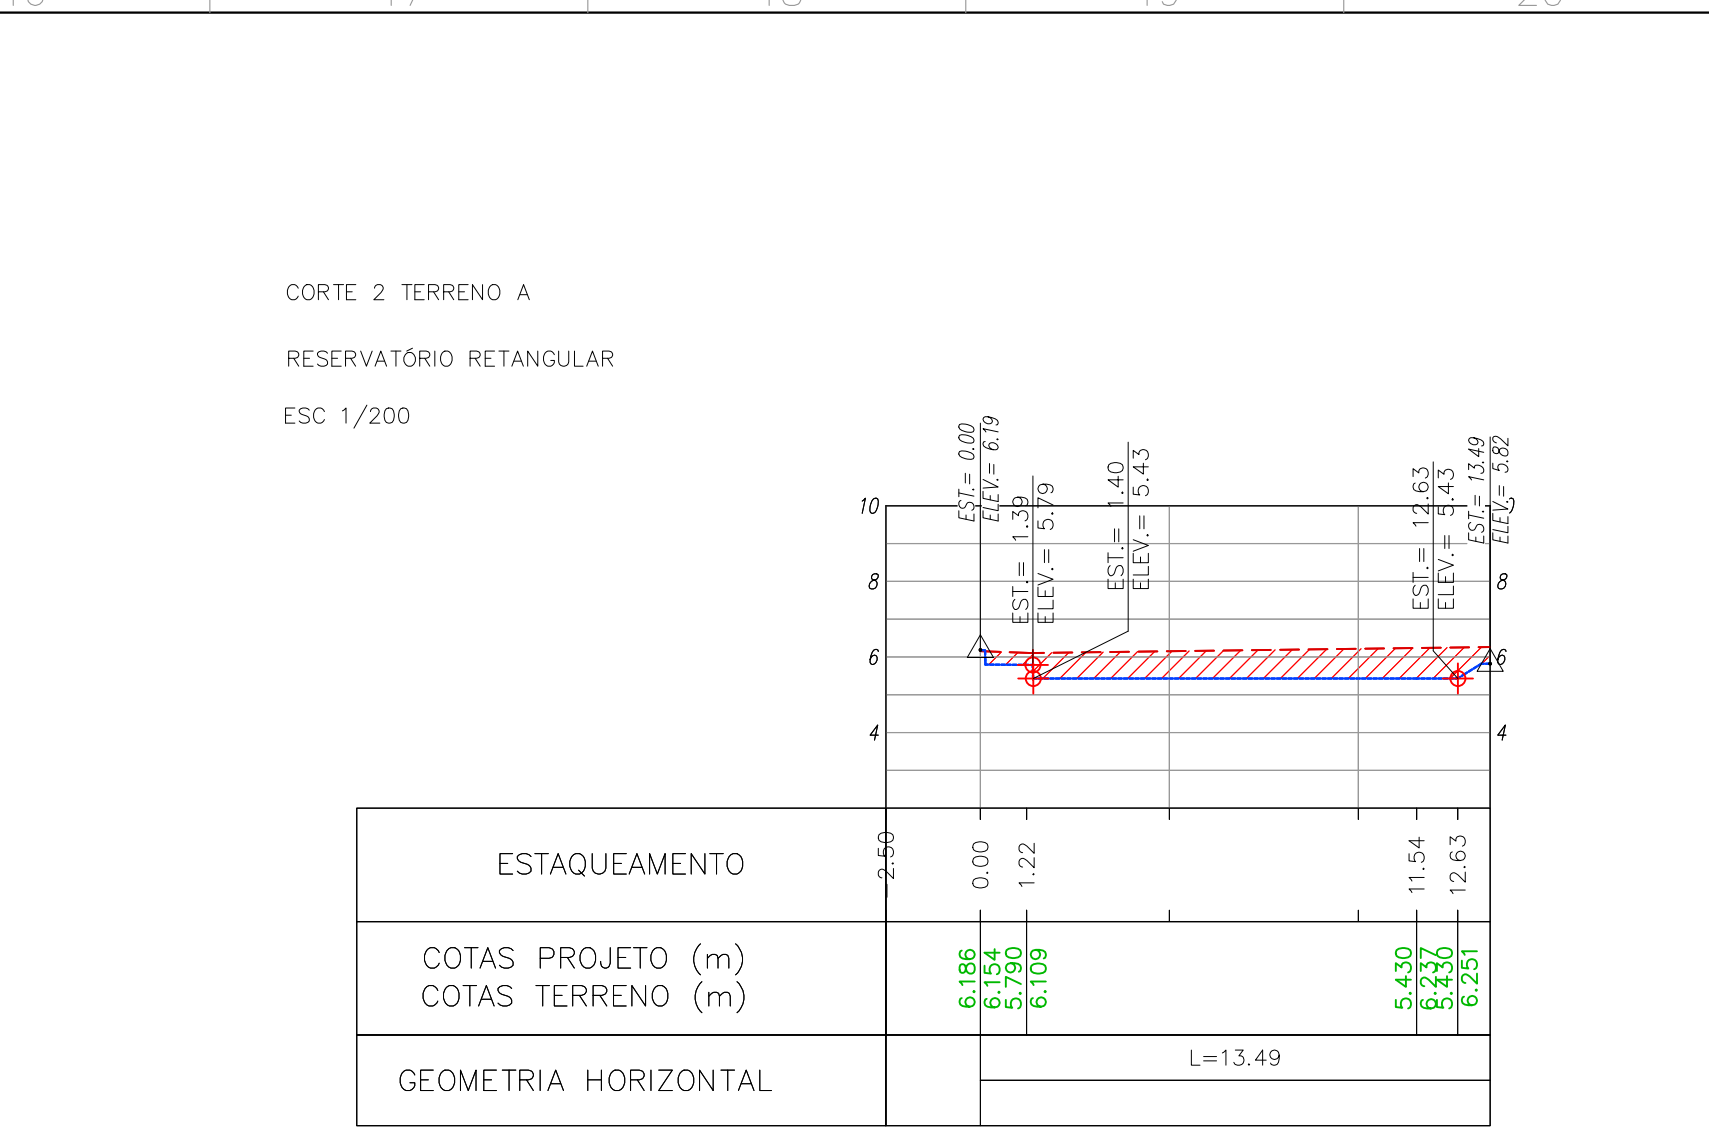 CORTE 2 TERRENO A
RESERVATÓRIO RETANGULAR
ESC 1/200
EST.= 0.00
ELEV.= 6.19
EST.= 1.39
ELEV.= 5.79
EST.= 1.40
ELEV.= 5.43
EST.= 12.63
ELEV.= 5.43
EST.= 13.49
ELEV.= 5.82
10
8
8
6
6
4
4
ESTAQUEAMENTO
-2.50
0.00
1.22
11.54
12.63
COTAS PROJETO (m)
COTAS TERRENO (m)
6.186
6.154
5.790
6.109
5.430
6.237
5.430
6.251
GEOMETRIA HORIZONTAL
L=13.49